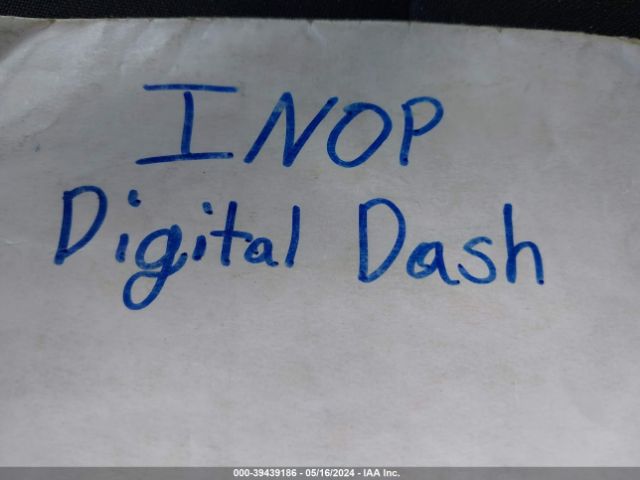 INOP
Digital Dash
000-39439186 - 05/16/2024 - IAA Inc.